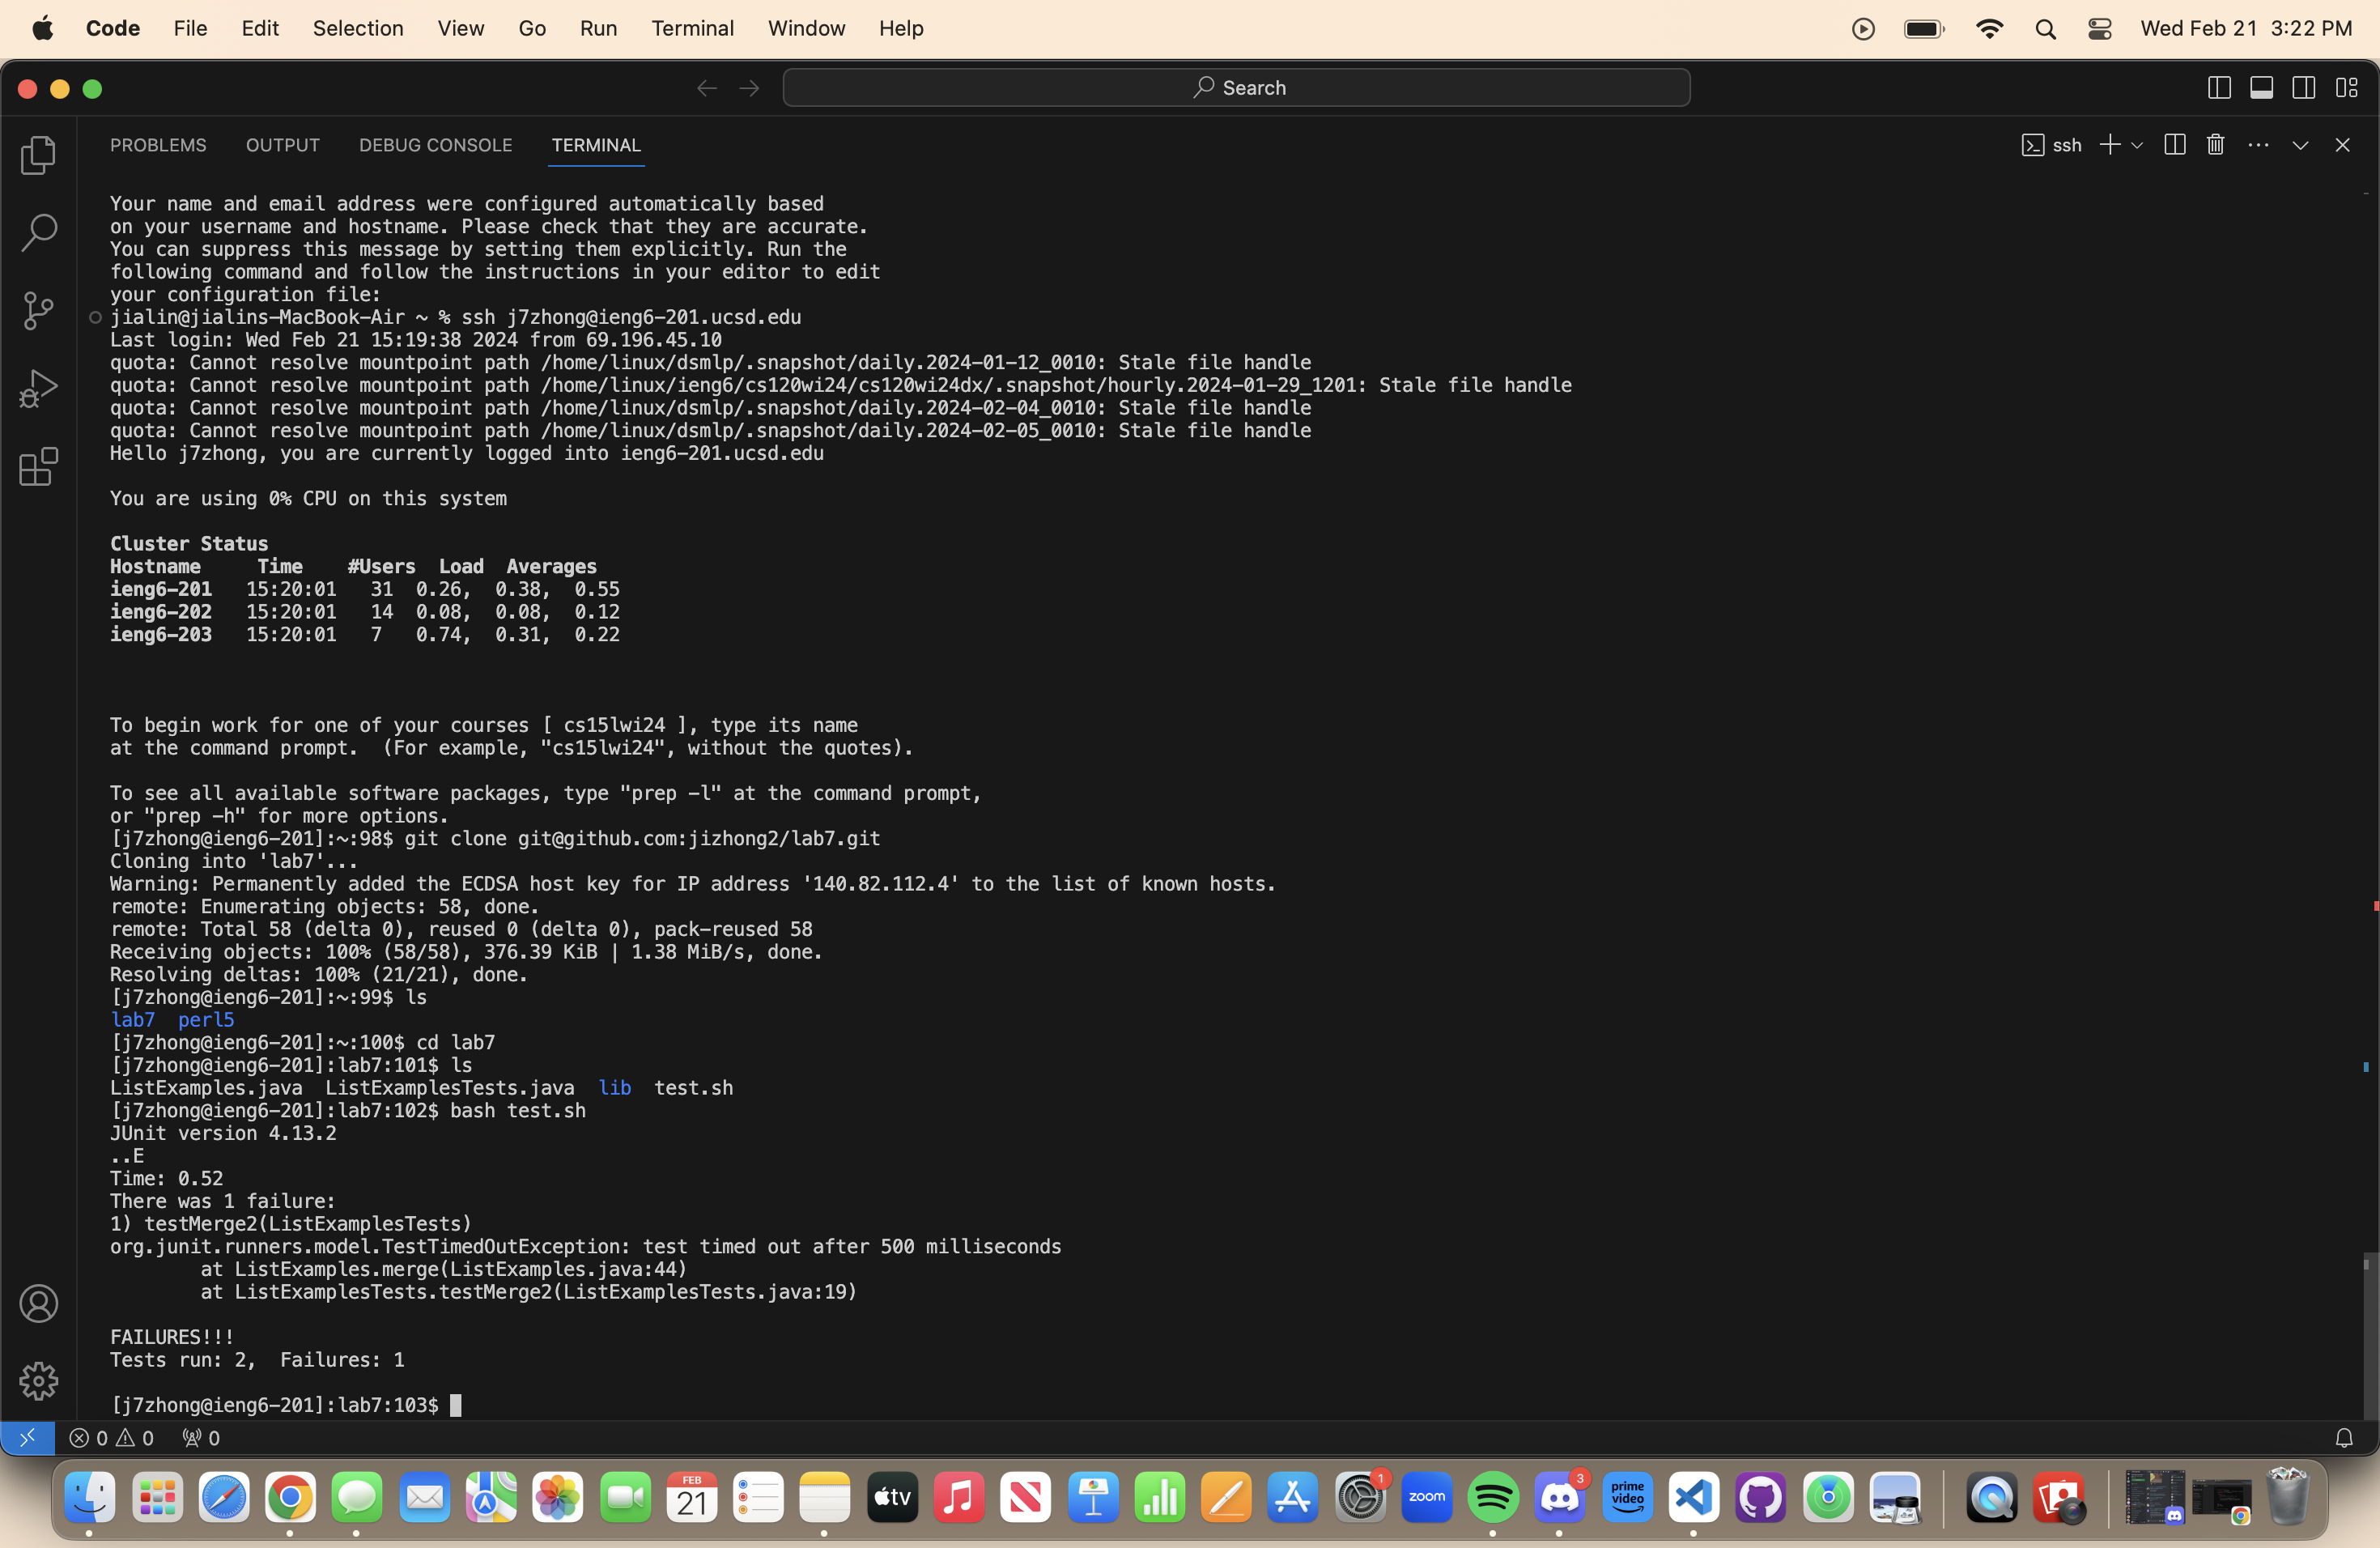 Code File Edit Selection View Go Run Terminal Window Help Wed Feb 21 3:22 PM
Search
PROBLEMS OUTPUT DEBUG CONSOLE TERMINAL ssh
Your name and email address were configured automatically based
on your username and hostname. Please check that they are accurate.
You can suppress this message by setting them explicitly. Run the
following command and follow the instructions in your editor to edit
your configuration file:
jialin@jialins-MacBook-Air ~ % ssh j7zhong@ieng6-201.ucsd.edu
Last login: Wed Feb 21 15:19:38 2024 from 69.196.45.10
quota: Cannot resolve mountpoint path /home/linux/dsmlp/.snapshot/daily.2024-01-12_0010: Stale file handle
quota: Cannot resolve mountpoint path /home/linux/ieng6/cs120wi24/cs120wi24dx/.snapshot/hourly.2024-01-29_1201: Stale file handle
quota: Cannot resolve mountpoint path /home/linux/dsmlp/.snapshot/daily.2024-02-04_0010: Stale file handle
quota: Cannot resolve mountpoint path /home/linux/dsmlp/.snapshot/daily.2024-02-05_0010: Stale file handle
Hello j7zhong, you are currently logged into ieng6-201.ucsd.edu
You are using 0% CPU on this system
Cluster Status
Hostname Time #Users Load Averages
ieng6-201 15:20:01 31 0.26, 0.38, 0.55
ieng6-202 15:20:01 14 0.08, 0.08, 0.12
ieng6-203 15:20:01 7 0.74, 0.31, 0.22
To begin work for one of your courses [ cs15lwi24 ], type its name
at the command prompt. (For example, "cs15lwi24", without the quotes).
To see all available software packages, type "prep -l" at the command prompt,
or "prep -h" for more options.
[j7zhong@ieng6-201]:~:98$ git clone git@github.com:jizhong2/lab7.git
Cloning into 'lab7'...
Warning: Permanently added the ECDSA host key for IP address '140.82.112.4' to the list of known hosts.
remote: Enumerating objects: 58, done.
remote: Total 58 (delta 0), reused 0 (delta 0), pack-reused 58
Receiving objects: 100% (58/58), 376.39 KiB | 1.38 MiB/s, done.
Resolving deltas: 100% (21/21), done.
[j7zhong@ieng6-201]:~:99$ ls
lab7 perl5
[j7zhong@ieng6-201]:~:100$ cd lab7
[j7zhong@ieng6-201]:lab7:101$ ls
ListExamples.java ListExamplesTests.java lib test.sh
[j7zhong@ieng6-201]:lab7:102$ bash test.sh
JUnit version 4.13.2
..E
Time: 0.52
There was 1 failure:
1) testMerge2(ListExamplesTests)
org.junit.runners.model.TestTimedOutException: test timed out after 500 milliseconds
at ListExamples.merge(ListExamples.java:44)
at ListExamplesTests.testMerge2(ListExamplesTests.java:19)
FAILURES!!!
Tests run: 2, Failures: 1
[j7zhong@ieng6-201]:lab7:103$
0 0 0
FEB
21
tv
1
zoom
3
prime
video